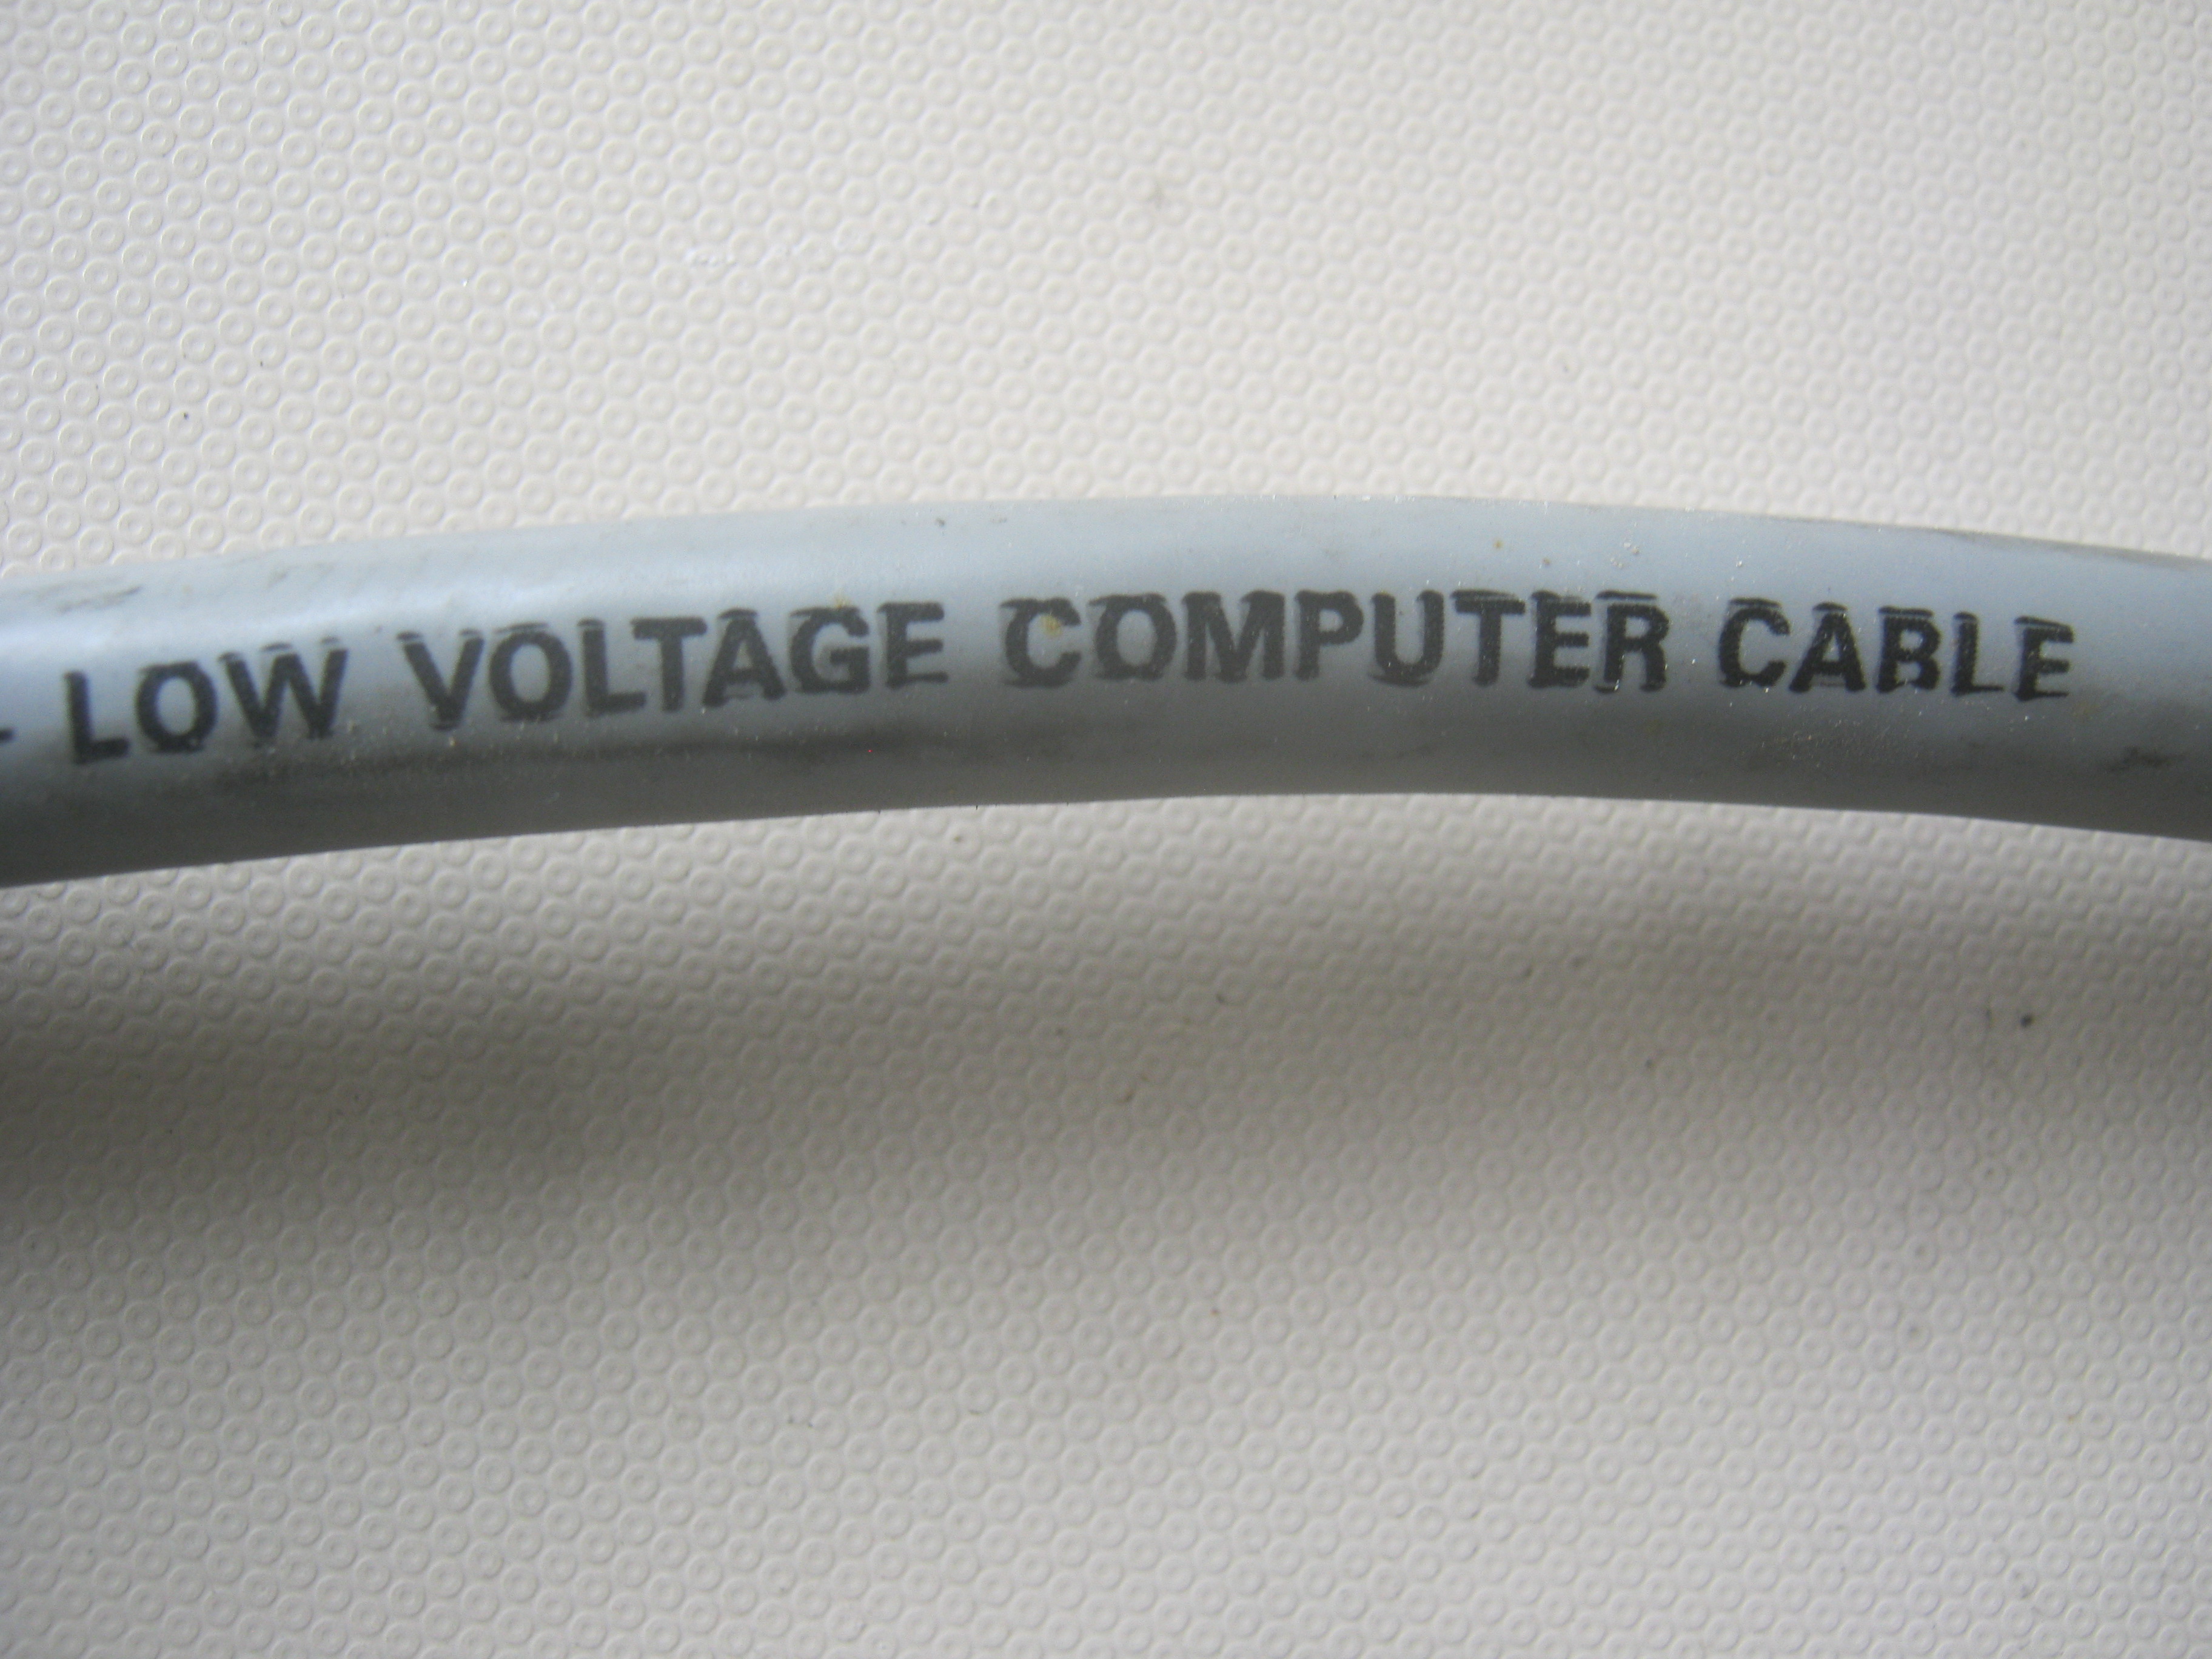 - LOW VOLTAGE COMPUTER CABLE